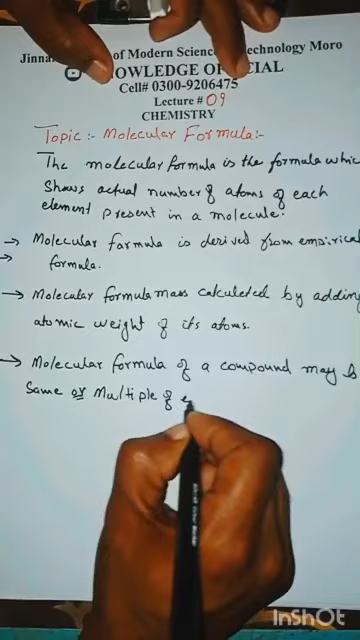 Jinna of Modern Scienc echnology Moro
NOWLEDGE OF CIAL
Cell# 0300-9206475
Lecture # 09
CHEMISTRY
Topic :- Molecular Formula:-
The molecular formula is the formula whic
Shows actual number of atoms of each
element present in a molecule.
→ Molecular formula is derived from empirical
→ formula.
→ Molecular formula mass calculated by adding
atomic weight of its atoms.
→ Molecular formula of a compound may b
Same or Multiple of e
InShOt